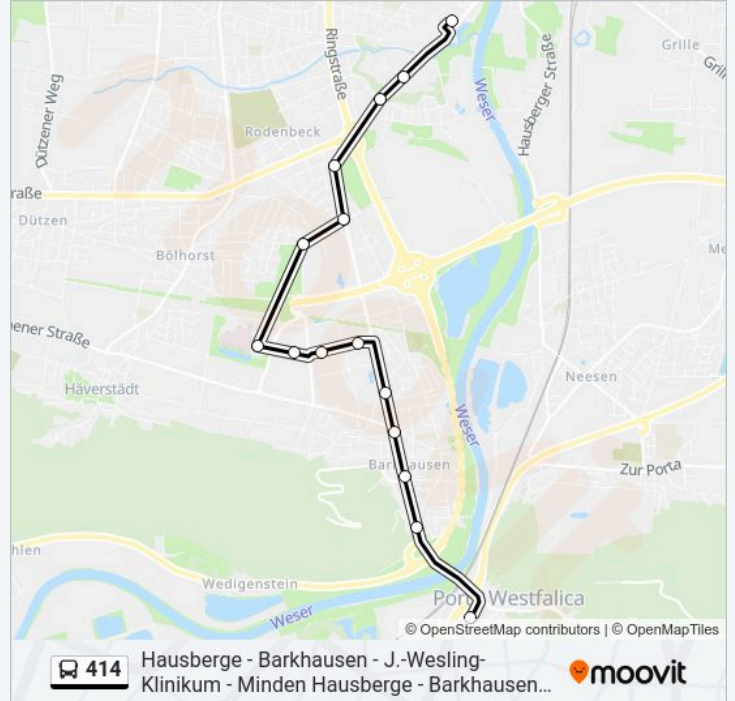 Ringstraße
Hausberger Straße
Grille
Dützener Weg
Weser
Rodenbeck
raße
Dützen
Bölhorst
ener Straße
Neesen
Häverstädt
Weser
Barkhausen
Zur Porta
hlen
Wedigenstein
Weser
Westfalica
© OpenStreetMap contributors | © OpenMapTiles
414
Hausberge - Barkhausen - J.-Wesling-
Klinikum - Minden Hausberge - Barkhausen...
moovit